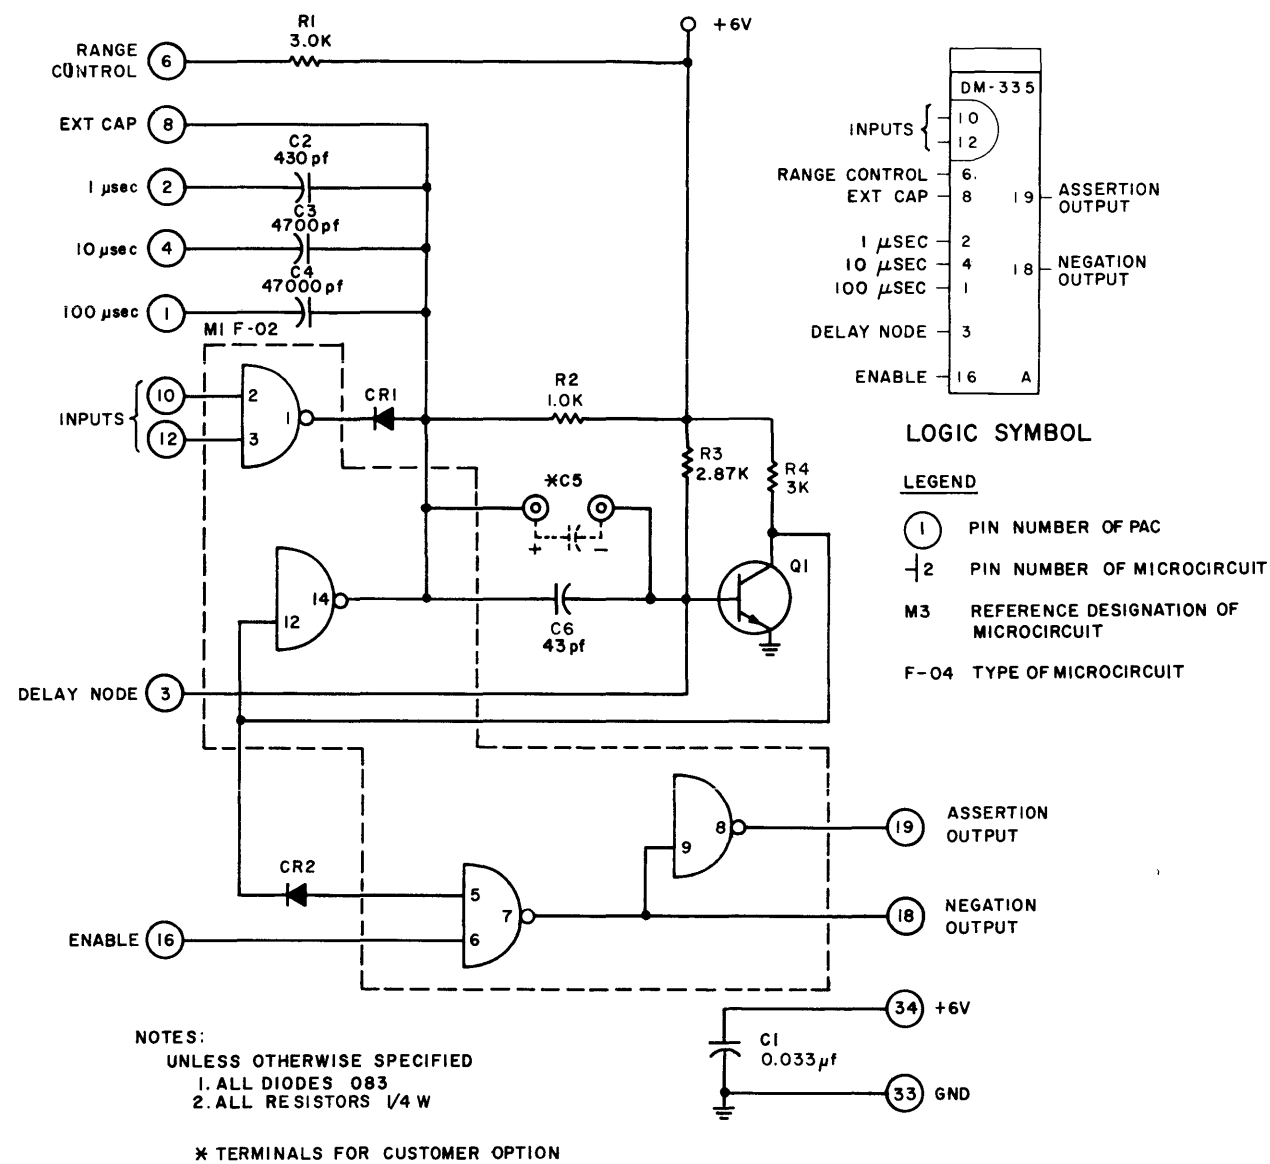 R1
3.0K
+6V
RANGE
CONTROL
6
EXT CAP
8
C2
430pf
1 μsec
2
C3
4700pf
10 μsec
4
C4
47000pf
100 μsec
1
M1 F-02
INPUTS
10
12
2
3
1
CR1
R2
1.0K
R3
2.87K
R4
3K
*C5
+
-
Q1
14
12
C6
43pf
DELAY NODE
3
CR2
5
6
7
ENABLE
16
9
8
19
ASSERTION
OUTPUT
18
NEGATION
OUTPUT
34
+6V
C1
0.033μf
33
GND
DM-335
INPUTS
10
12
RANGE CONTROL
6.
EXT CAP
8
19
ASSERTION
OUTPUT
1 μSEC
2
10 μSEC
4
100 μSEC
1
18
NEGATION
OUTPUT
DELAY NODE
3
ENABLE
16
A
LOGIC SYMBOL
LEGEND
1
PIN NUMBER OF PAC
2
PIN NUMBER OF MICROCIRCUIT
M3
REFERENCE DESIGNATION OF
MICROCIRCUIT
F-04
TYPE OF MICROCIRCUIT
NOTES:
UNLESS OTHERWISE SPECIFIED
1. ALL DIODES 083
2. ALL RESISTORS 1/4 W
* TERMINALS FOR CUSTOMER OPTION